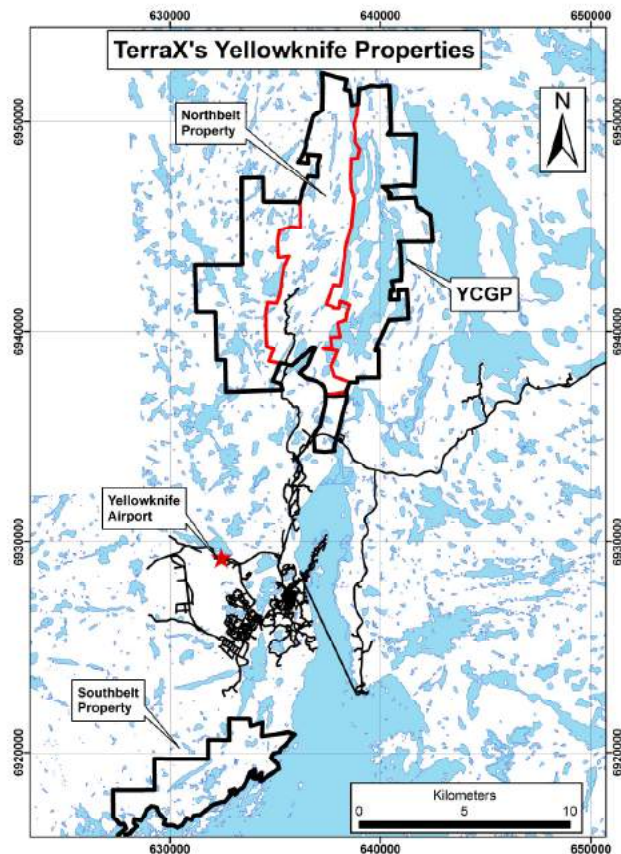 630000
640000
650000
TerraX's Yellowknife Properties
6950000
6950000
Northbelt
Property
N
YCGP
6940000
6940000
Yellowknife
Airport
6930000
6930000
Southbelt
Property
6920000
6920000
Kilometers
0
5
10
630000
640000
650000